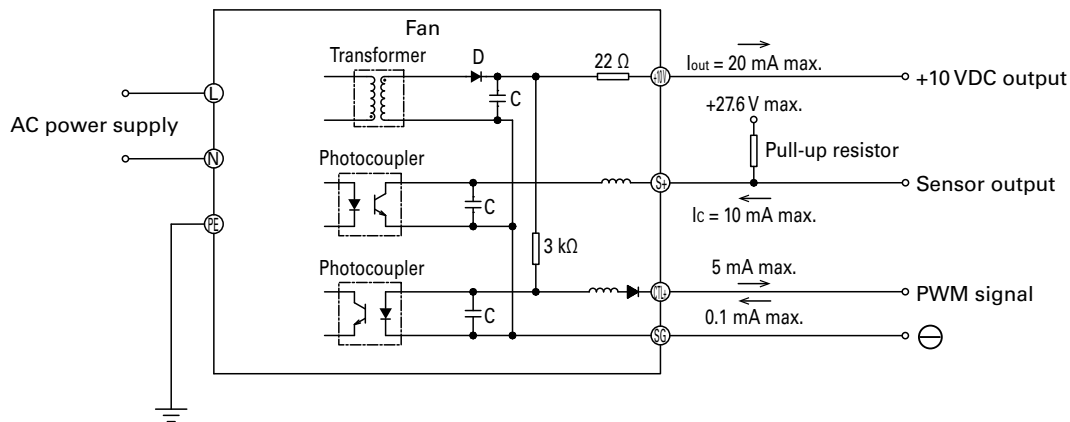 Fan
Transformer
D
22 Ω
+10V
Iout = 20 mA max.
+10 VDC output
C
L
AC power supply
N
+27.6 V max.
Pull-up resistor
Photocoupler
S+
Sensor output
C
Ic = 10 mA max.
PE
3 kΩ
Photocoupler
5 mA max.
CTL+
PWM signal
C
0.1 mA max.
SG
⊖